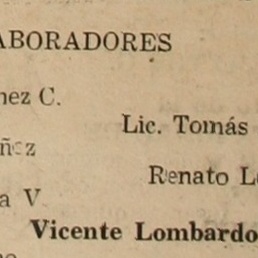 ABORADORES
nez C.
Lic. Tomás
ñez
Renato L
a V
Vicente Lombardo